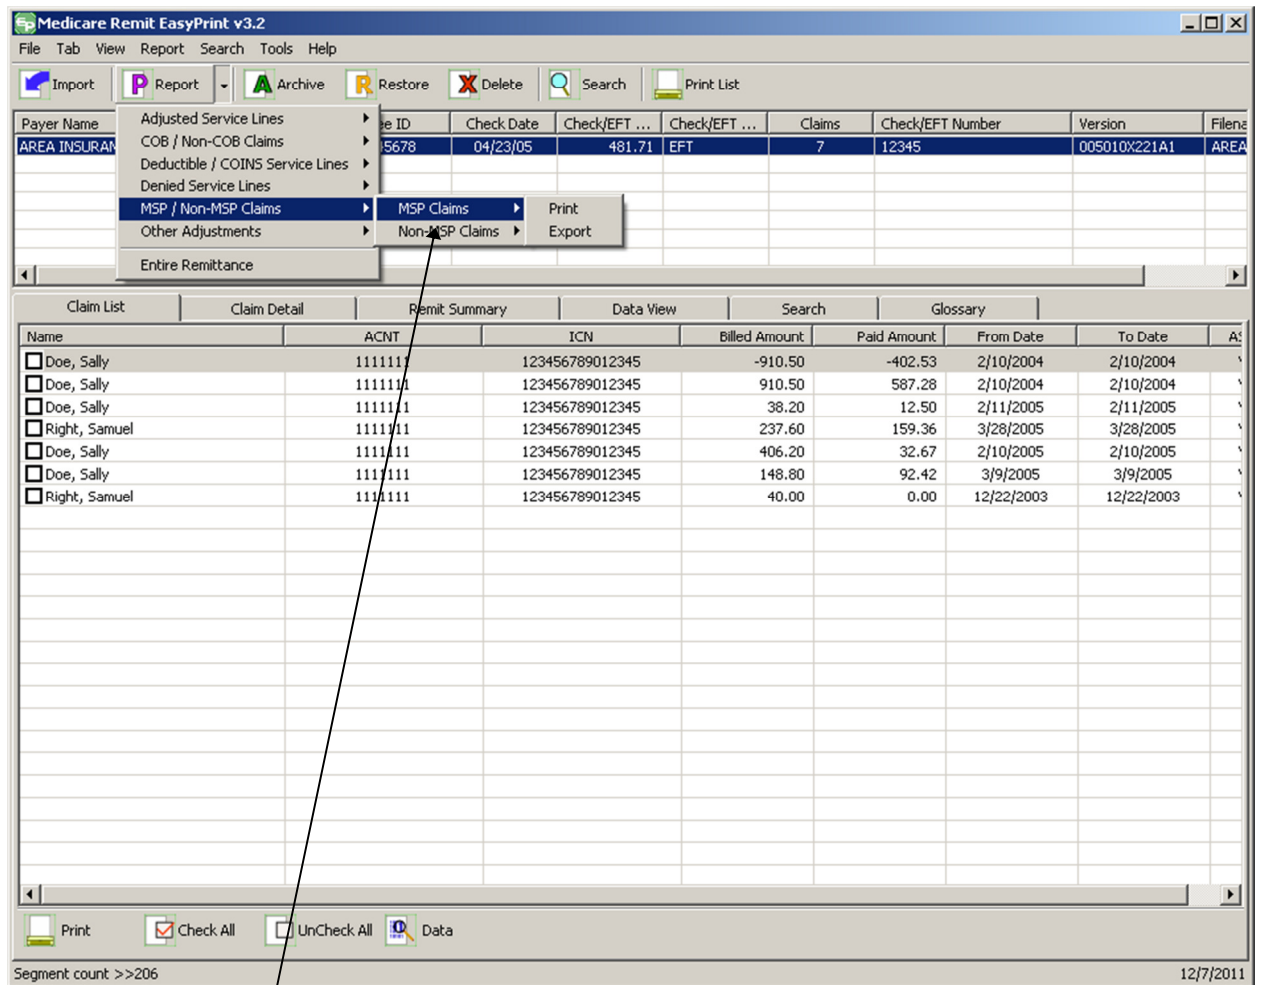 Medicare Remit EasyPrint v3.2
File Tab View Report Search Tools Help
Import P Report A Archive R Restore X Delete Search Print List
Payer Name ee ID Check Date Check/EFT ... Check/EFT ... Claims Check/EFT Number Version Filena
AREA INSURAN 5678 04/23/05 481.71 EFT 7 12345 005010X221A1 AREA
Adjusted Service Lines
COB / Non-COB Claims
Deductible / COINS Service Lines
Denied Service Lines
MSP / Non-MSP Claims MSP Claims Print
Other Adjustments Non-MSP Claims Export
Entire Remittance
Claim List Claim Detail Remit Summary Data View Search Glossary
Name ACNT ICN Billed Amount Paid Amount From Date To Date
Doe, Sally 1111111 123456789012345 -910.50 -402.53 2/10/2004 2/10/2004
Doe, Sally 1111111 123456789012345 910.50 587.28 2/10/2004 2/10/2004
Doe, Sally 1111111 123456789012345 38.20 12.50 2/11/2005 2/11/2005
Right, Samuel 1111111 123456789012345 237.60 159.36 3/28/2005 3/28/2005
Doe, Sally 1111111 123456789012345 406.20 32.67 2/10/2005 2/10/2005
Doe, Sally 1111111 123456789012345 148.80 92.42 3/9/2005 3/9/2005
Right, Samuel 1111111 123456789012345 40.00 0.00 12/22/2003 12/22/2003
Print Check All UnCheck All Data
Segment count >>206 12/7/2011